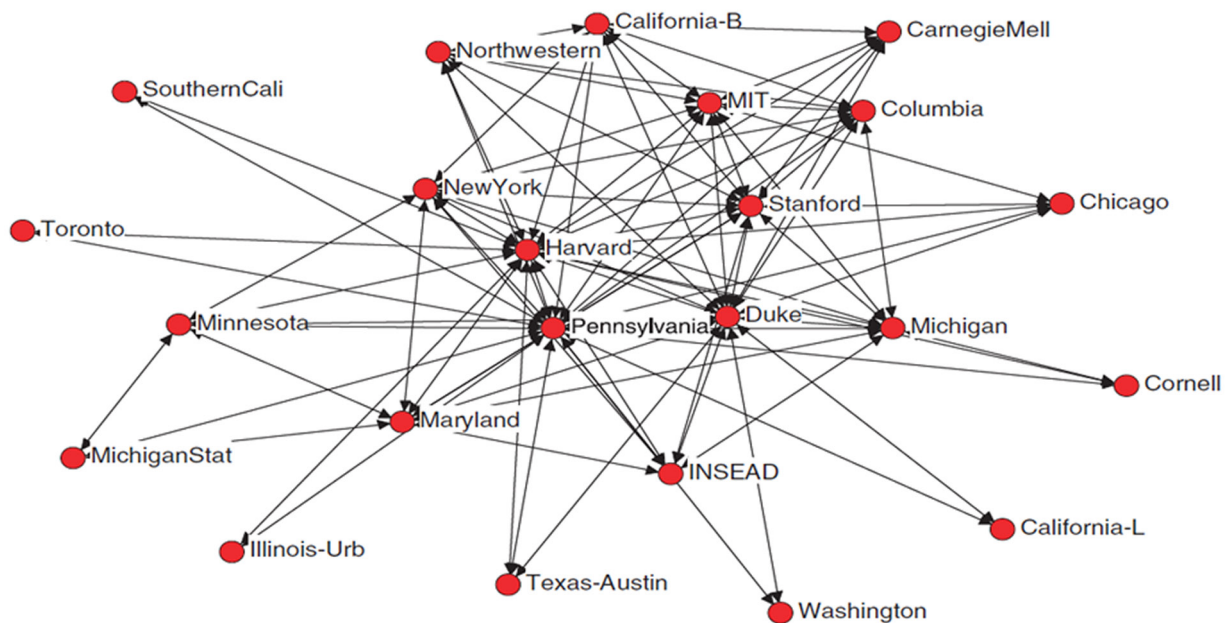 California-B
CarnegieMell
Northwestern
SouthernCali
MIT
Columbia
NewYork
Stanford
Chicago
Toronto
Harvard
Minnesota
Pennsylvania
Duke
Michigan
Cornell
Maryland
MichiganStat
INSEAD
California-L
Illinois-Urb
Texas-Austin
Washington